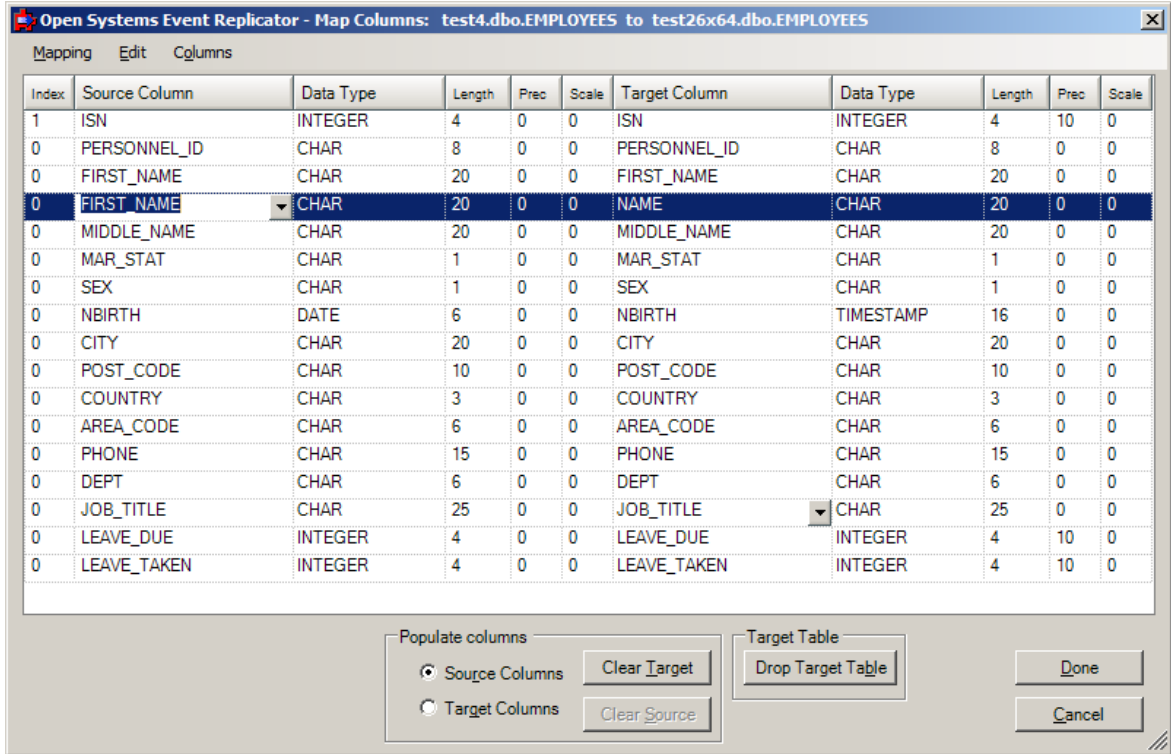 Open Systems Event Replicator - Map Columns: test4.dbo.EMPLOYEES to test26x64.dbo.EMPLOYEES
Mapping Edit Columns
Index Source Column Data Type Length Prec Scale Target Column Data Type Length Prec Scale
1 ISN INTEGER 4 0 0 ISN INTEGER 4 10 0
0 PERSONNEL_ID CHAR 8 0 0 PERSONNEL_ID CHAR 8 0 0
0 FIRST_NAME CHAR 20 0 0 FIRST_NAME CHAR 20 0 0
0 FIRST_NAME CHAR 20 0 0 NAME CHAR 20 0 0
0 MIDDLE_NAME CHAR 20 0 0 MIDDLE_NAME CHAR 20 0 0
0 MAR_STAT CHAR 1 0 0 MAR_STAT CHAR 1 0 0
0 SEX CHAR 1 0 0 SEX CHAR 1 0 0
0 NBIRTH DATE 6 0 0 NBIRTH TIMESTAMP 16 0 0
0 CITY CHAR 20 0 0 CITY CHAR 20 0 0
0 POST_CODE CHAR 10 0 0 POST_CODE CHAR 10 0 0
0 COUNTRY CHAR 3 0 0 COUNTRY CHAR 3 0 0
0 AREA_CODE CHAR 6 0 0 AREA_CODE CHAR 6 0 0
0 PHONE CHAR 15 0 0 PHONE CHAR 15 0 0
0 DEPT CHAR 6 0 0 DEPT CHAR 6 0 0
0 JOB_TITLE CHAR 25 0 0 JOB_TITLE CHAR 25 0 0
0 LEAVE_DUE INTEGER 4 0 0 LEAVE_DUE INTEGER 4 10 0
0 LEAVE_TAKEN INTEGER 4 0 0 LEAVE_TAKEN INTEGER 4 10 0
Populate columns Target Table
Source Columns Clear Target Drop Target Table Done
Target Columns Clear Source Cancel